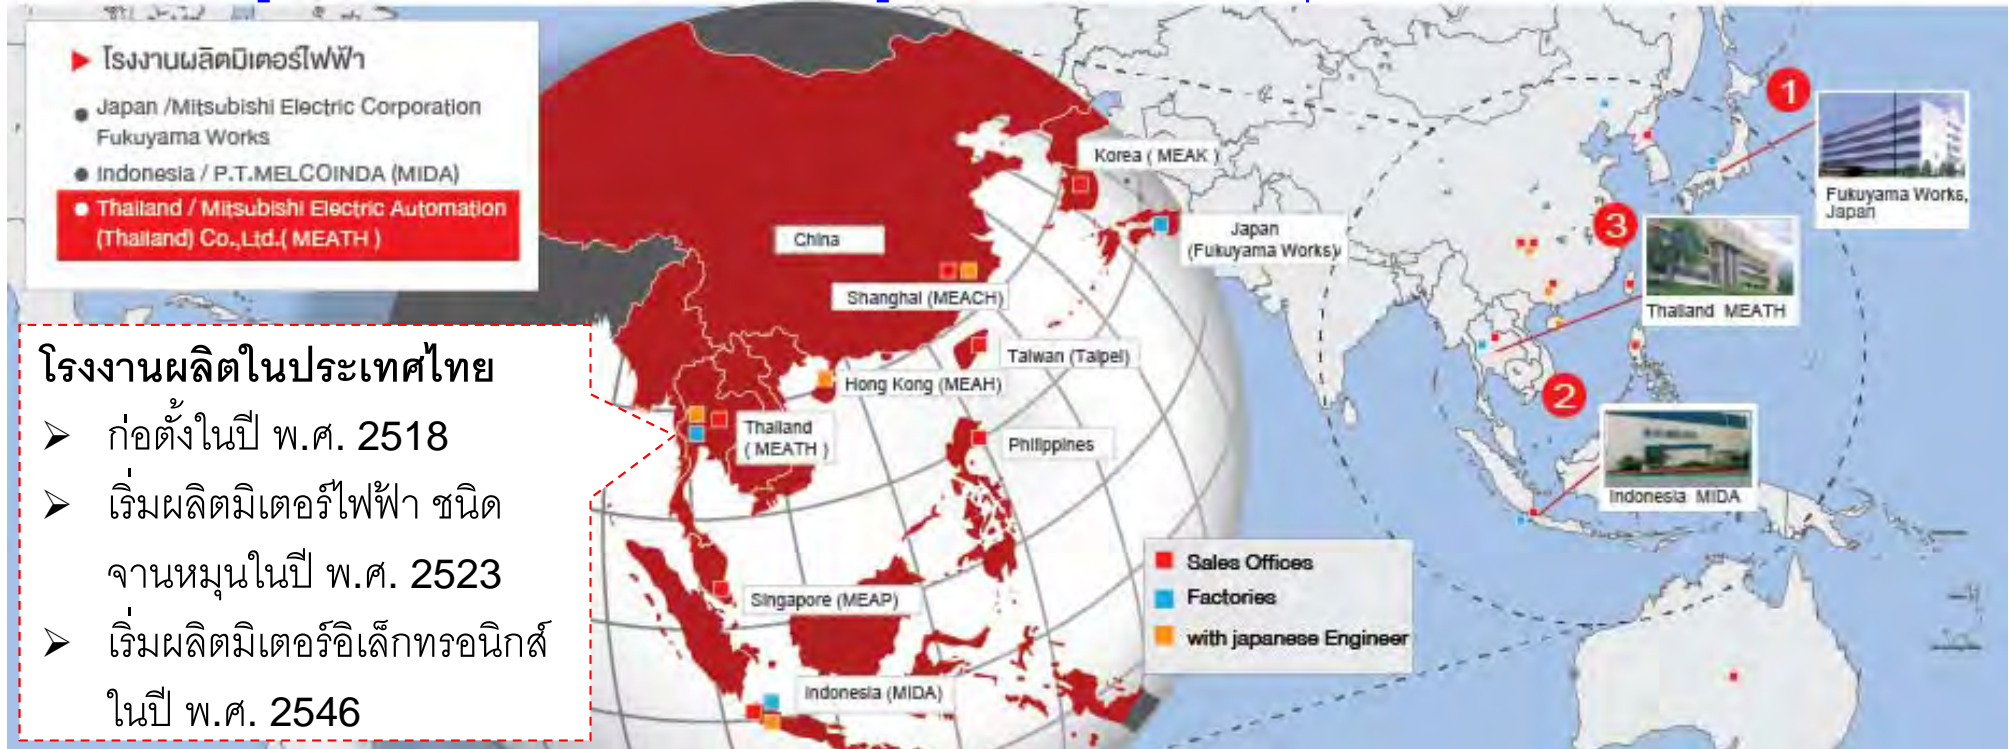 ▶ โรงงานผลิตมิเตอร์ไฟฟ้า
● Japan /Mitsubishi Electric Corporation
Fukuyama Works
● Indonesia / P.T.MELCOINDA (MIDA)
● Thailand / Mitsubishi Electric Automation
(Thailand) Co.,Ltd.( MEATH )
โรงงานผลิตในประเทศไทย
➢ ก่อตั้งในปี พ.ศ. 2518
➢ เริ่มผลิตมิเตอร์ไฟฟ้า ชนิด
จานหมุนในปี พ.ศ. 2523
➢ เริ่มผลิตมิเตอร์อิเล็กทรอนิกส์
ในปี พ.ศ. 2546
Korea ( MEAK )
Japan
(Fukuyama Works)
China
Shanghai (MEACH)
Taiwan (Taipei)
Hong Kong (MEAH)
Thailand
( MEATH )
Philippines
Singapore (MEAP)
Indonesia (MIDA)
Sales Offices
Factories
with japanese Engineer
1
Fukuyama Works,
Japan
3
Thailand MEATH
2
Indonesia MIDA